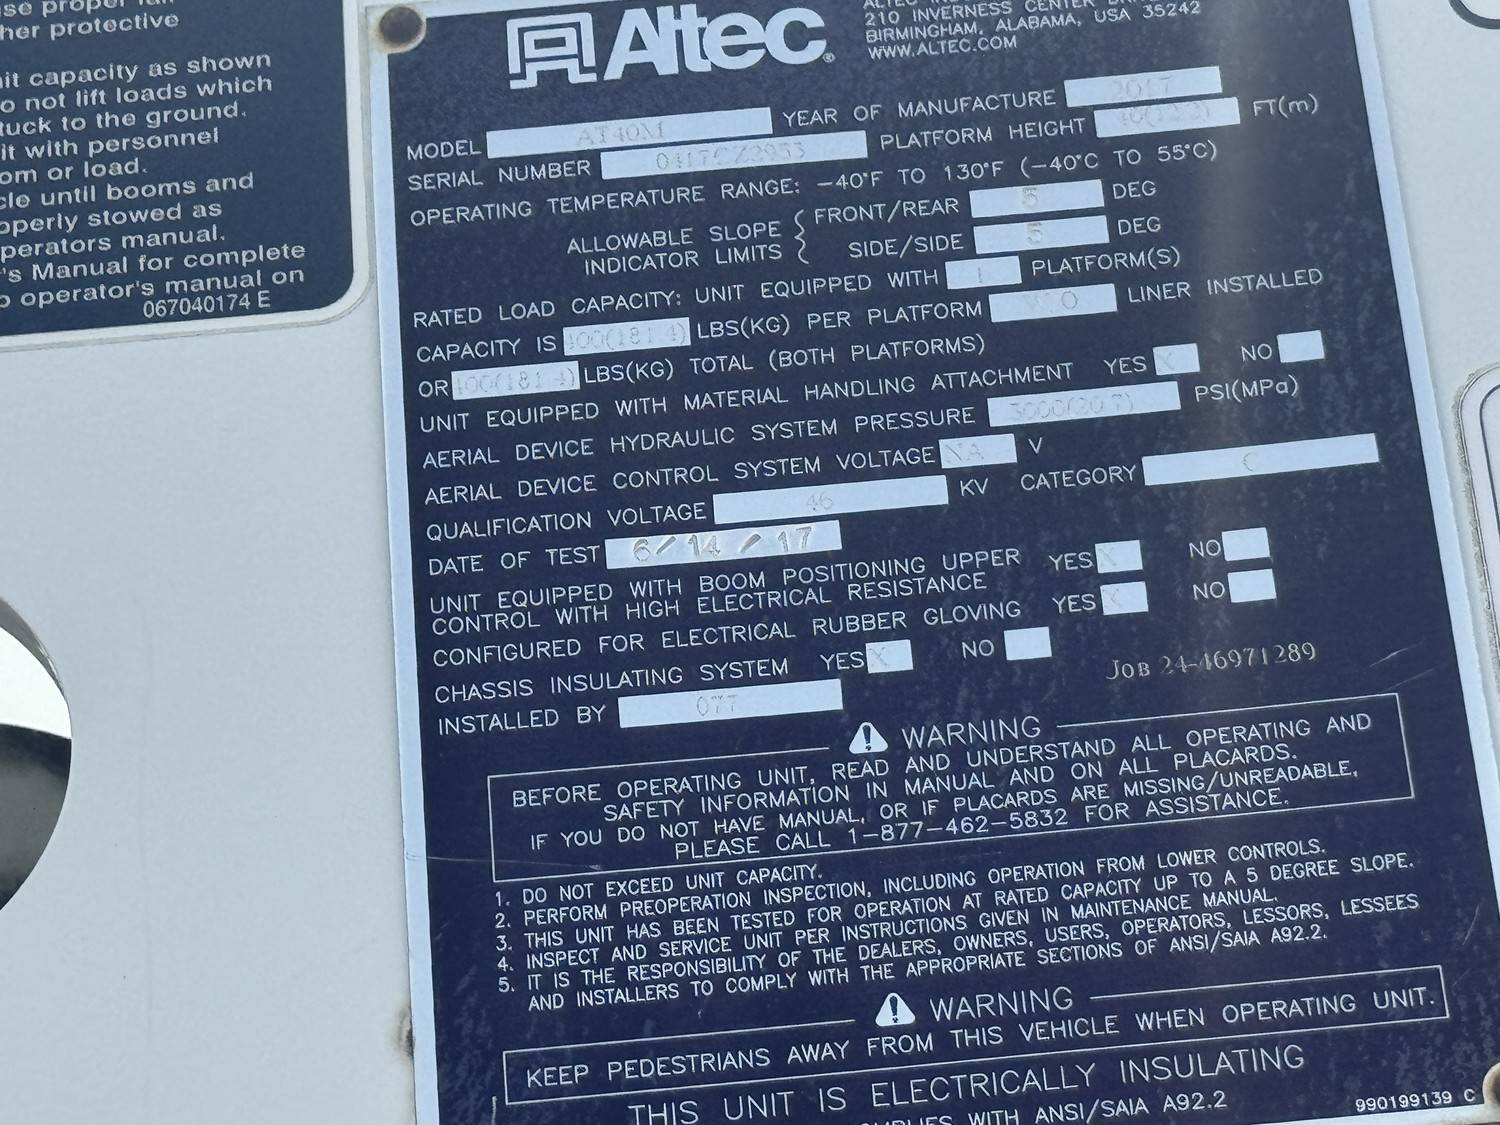 her protective
it capacity as shown
o not lift loads which
tuck to the ground.
it with personnel
om or load.
cle until booms and
operly stowed as
perators manual.
's Manual for complete
o operator's manual on
067040174 E
Altec
210 INVERNESS CENTER
BIRMINGHAM, ALABAMA, USA 35242
WWW.ALTEC.COM
MODEL AT40M YEAR OF MANUFACTURE 2017
SERIAL NUMBER 0417CZ2953 PLATFORM HEIGHT 40(12.2) FT(m)
OPERATING TEMPERATURE RANGE: -40°F TO 130°F (-40°C TO 55°C)
ALLOWABLE SLOPE INDICATOR LIMITS { FRONT/REAR 5 DEG
SIDE/SIDE 5 DEG
RATED LOAD CAPACITY: UNIT EQUIPPED WITH 1 PLATFORM(S)
CAPACITY IS 400(181.4) LBS(KG) PER PLATFORM W/O LINER INSTALLED
OR 400(181.4) LBS(KG) TOTAL (BOTH PLATFORMS)
UNIT EQUIPPED WITH MATERIAL HANDLING ATTACHMENT YES X NO
AERIAL DEVICE HYDRAULIC SYSTEM PRESSURE 3000(20.7) PSI(MPa)
AERIAL DEVICE CONTROL SYSTEM VOLTAGE NA V
QUALIFICATION VOLTAGE 46 KV CATEGORY C
DATE OF TEST 6/14/17
UNIT EQUIPPED WITH BOOM POSITIONING UPPER
CONTROL WITH HIGH ELECTRICAL RESISTANCE YES X NO
CONFIGURED FOR ELECTRICAL RUBBER GLOVING YES X NO
CHASSIS INSULATING SYSTEM YES X NO
INSTALLED BY 077
JOB 24-46971289
WARNING
BEFORE OPERATING UNIT, READ AND UNDERSTAND ALL OPERATING AND
SAFETY INFORMATION IN MANUAL AND ON ALL PLACARDS.
IF YOU DO NOT HAVE MANUAL, OR IF PLACARDS ARE MISSING/UNREADABLE,
PLEASE CALL 1-877-462-5832 FOR ASSISTANCE.
1. DO NOT EXCEED UNIT CAPACITY.
2. PERFORM PREOPERATION INSPECTION, INCLUDING OPERATION FROM LOWER CONTROLS.
3. THIS UNIT HAS BEEN TESTED FOR OPERATION AT RATED CAPACITY UP TO A 5 DEGREE SLOPE.
4. INSPECT AND SERVICE UNIT PER INSTRUCTIONS GIVEN IN MAINTENANCE MANUAL.
5. IT IS THE RESPONSIBILITY OF THE DEALERS, OWNERS, USERS, OPERATORS, LESSORS, LESSEES
AND INSTALLERS TO COMPLY WITH THE APPROPRIATE SECTIONS OF ANSI/SAIA A92.2.
WARNING
KEEP PEDESTRIANS AWAY FROM THIS VEHICLE WHEN OPERATING UNIT.
THIS UNIT IS ELECTRICALLY INSULATING
WITH ANSI/SAIA A92.2
990199139 C